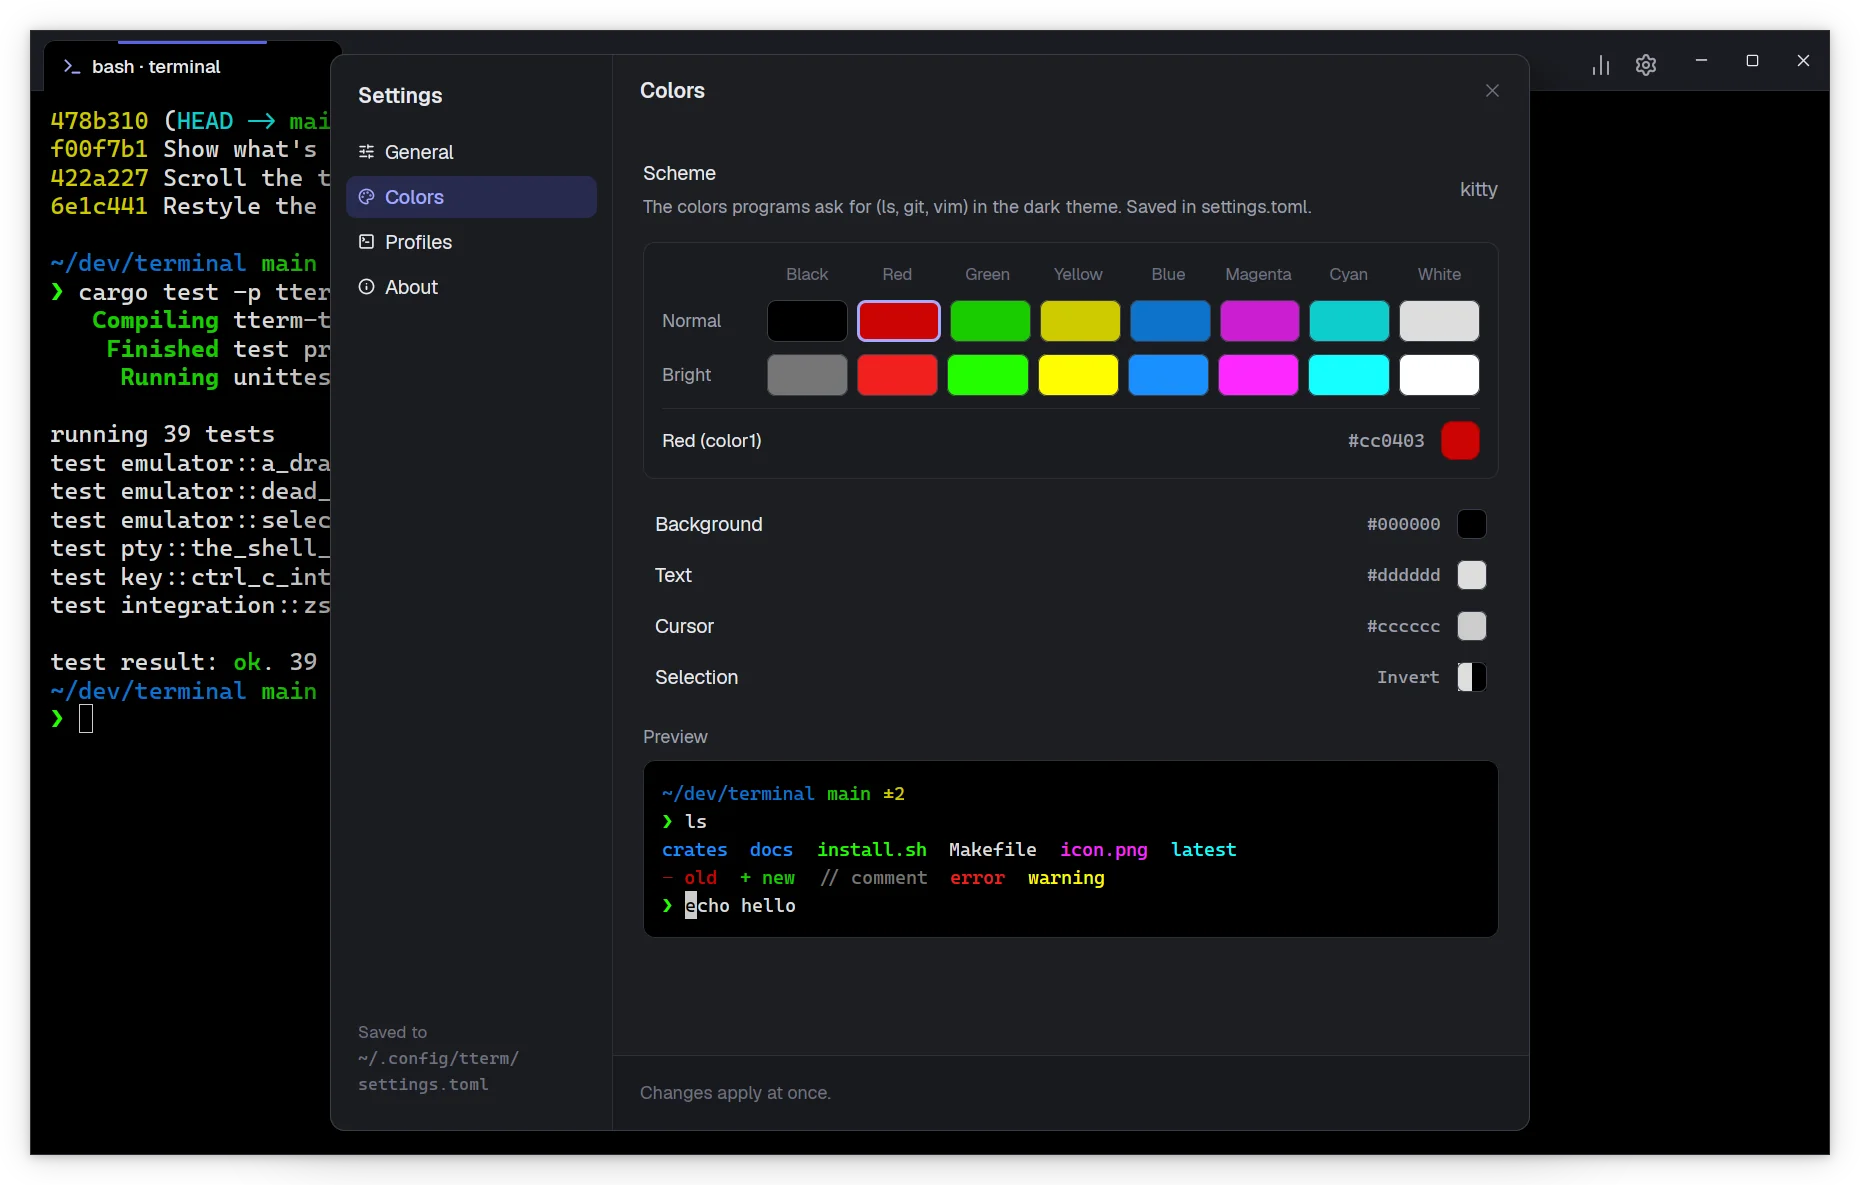 bash · terminal
478b310 (HEAD -> mai
f00f7b1 Show what's
422a227 Scroll the t
6e1c441 Restyle the
~/dev/terminal main
❯ cargo test -p tter
Compiling tterm-t
Finished test pr
Running unittes
running 39 tests
test emulator::a_dra
test emulator::dead_
test emulator::selec
test pty::the_shell_
test key::ctrl_c_int
test integration::zs
test result: ok. 39
~/dev/terminal main
❯
Settings
General
Colors
Profiles
About
Saved to
~/.config/tterm/
settings.toml
Colors
Scheme
The colors programs ask for (ls, git, vim) in the dark theme. Saved in settings.toml.
kitty
Black Red Green Yellow Blue Magenta Cyan White
Normal
Bright
Red (color1) #cc0403
Background #000000
Text #dddddd
Cursor #cccccc
Selection Invert
Preview
~/dev/terminal main ±2
❯ ls
crates docs install.sh Makefile icon.png latest
- old + new // comment error warning
❯ echo hello
Changes apply at once.